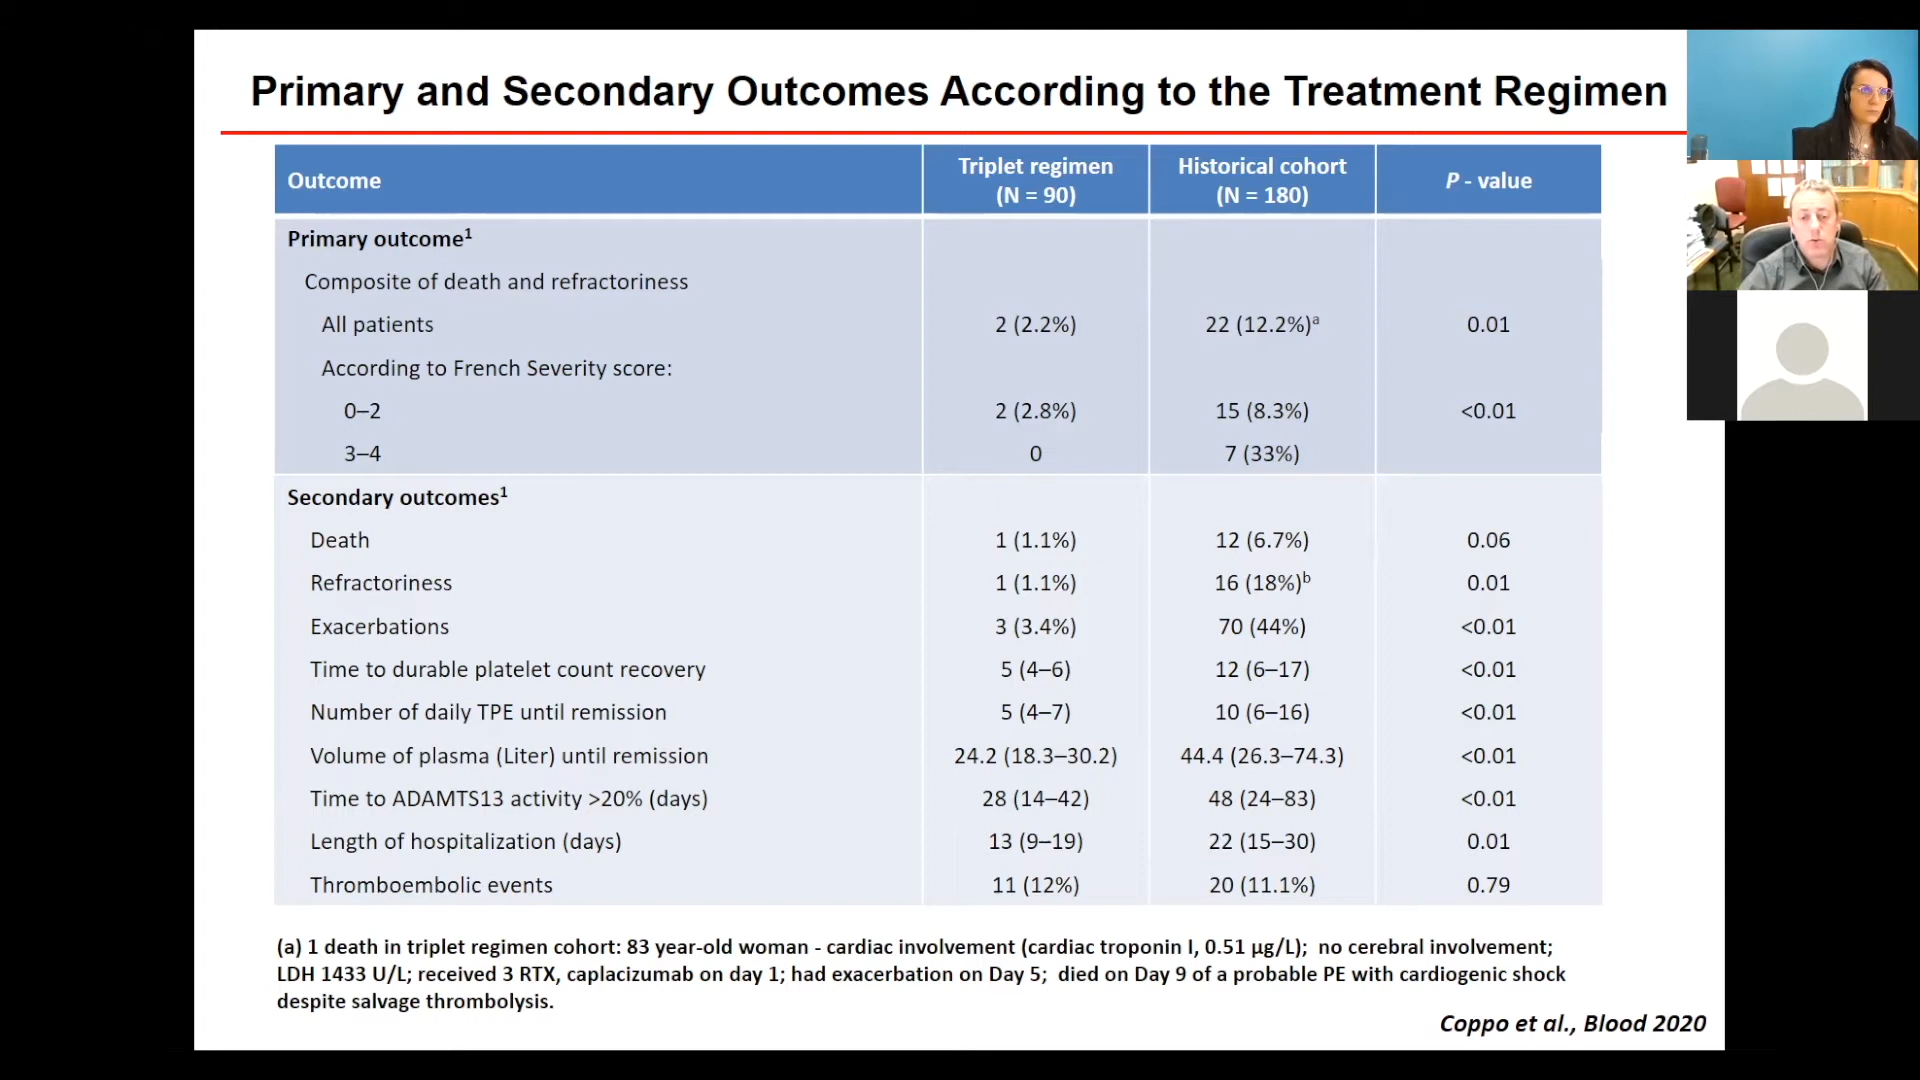 Primary and Secondary Outcomes According to the Treatment Regimen
Outcome
Triplet regimen
(N = 90)
Historical cohort
(N = 180)
P - value
Primary outcome¹
Composite of death and refractoriness
All patients 2 (2.2%) 22 (12.2%)ᵃ 0.01
According to French Severity score:
0–2 2 (2.8%) 15 (8.3%) <0.01
3–4 0 7 (33%)
Secondary outcomes¹
Death 1 (1.1%) 12 (6.7%) 0.06
Refractoriness 1 (1.1%) 16 (18%)ᵇ 0.01
Exacerbations 3 (3.4%) 70 (44%) <0.01
Time to durable platelet count recovery 5 (4–6) 12 (6–17) <0.01
Number of daily TPE until remission 5 (4–7) 10 (6–16) <0.01
Volume of plasma (Liter) until remission 24.2 (18.3–30.2) 44.4 (26.3–74.3) <0.01
Time to ADAMTS13 activity >20% (days) 28 (14–42) 48 (24–83) <0.01
Length of hospitalization (days) 13 (9–19) 22 (15–30) 0.01
Thromboembolic events 11 (12%) 20 (11.1%) 0.79
(a) 1 death in triplet regimen cohort: 83 year-old woman - cardiac involvement (cardiac troponin I, 0.51 µg/L); no cerebral involvement;
LDH 1433 U/L; received 3 RTX, caplacizumab on day 1; had exacerbation on Day 5; died on Day 9 of a probable PE with cardiogenic shock
despite salvage thrombolysis.
Coppo et al., Blood 2020